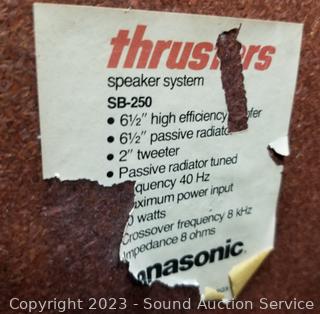 thrusters
speaker system
SB-250
• 6½" high efficiency ofer
• 6½" passive radiato
• 2" tweeter
• Passive radiator tuned
equency 40 Hz
aximum power input
0 watts
Crossover frequency 8 kHz
Impedance 8 ohms
anasonic
Copyright © 2023 - Sound Auction Service